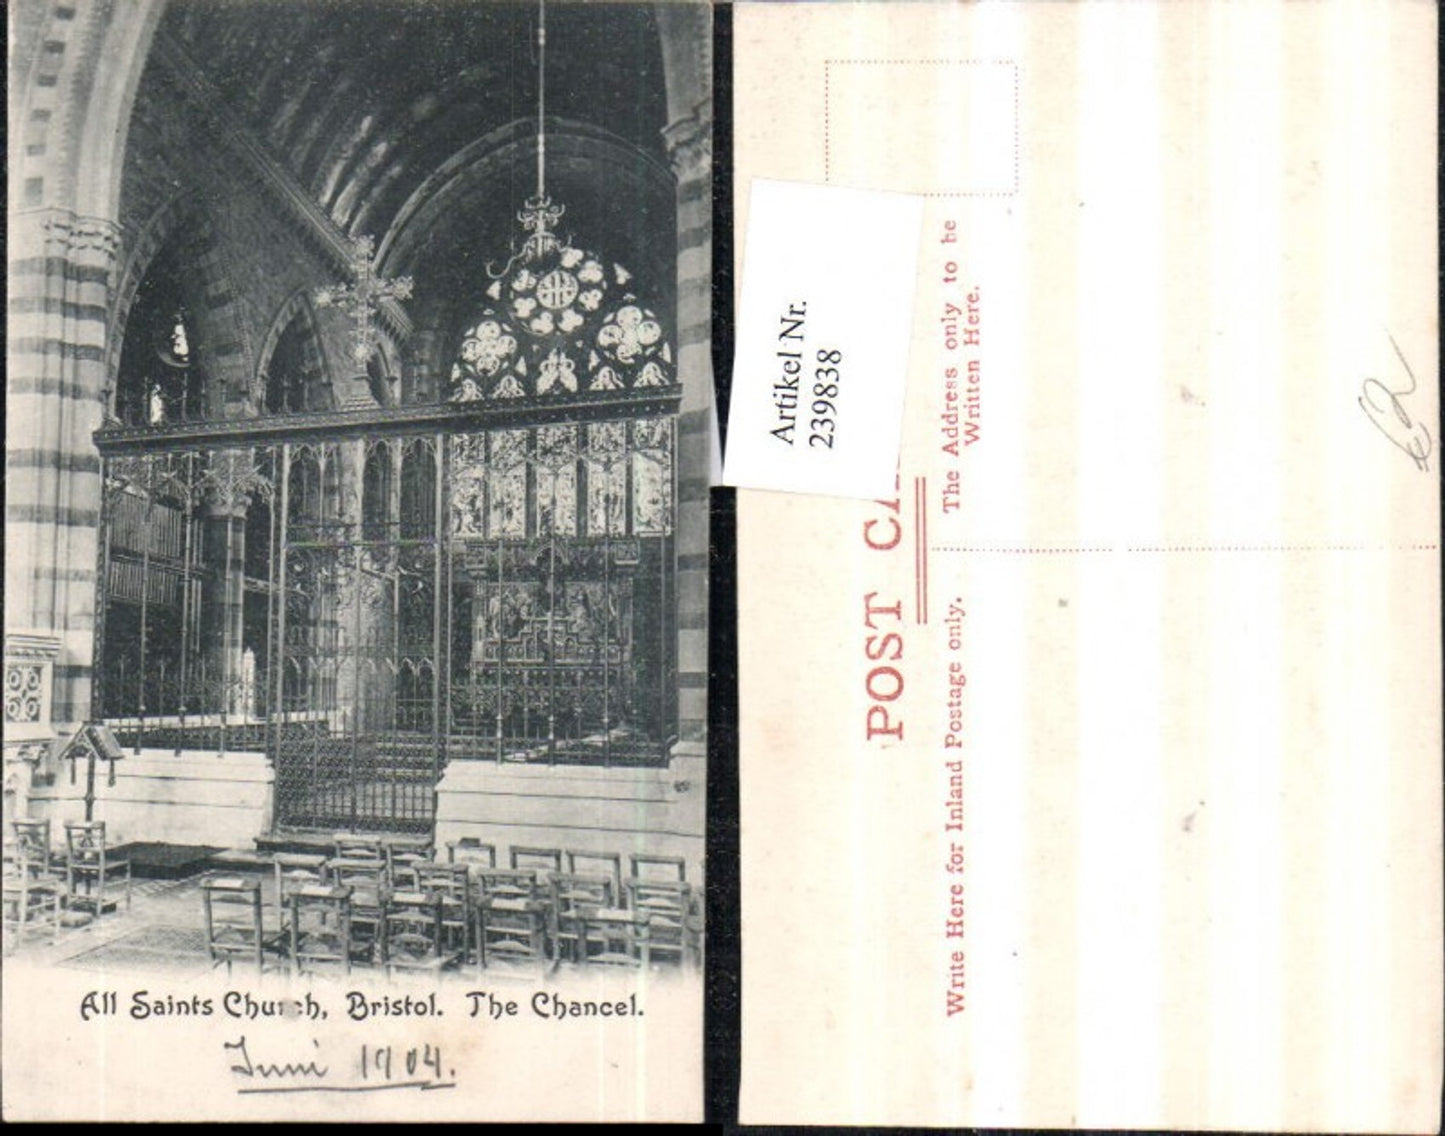 All Saints Church, Bristol. The Chancel.
Juni 1904.
Artikel Nr.
239838
POST CA
Write Here for Inland Postage only.
The Address only to be
Written Here.